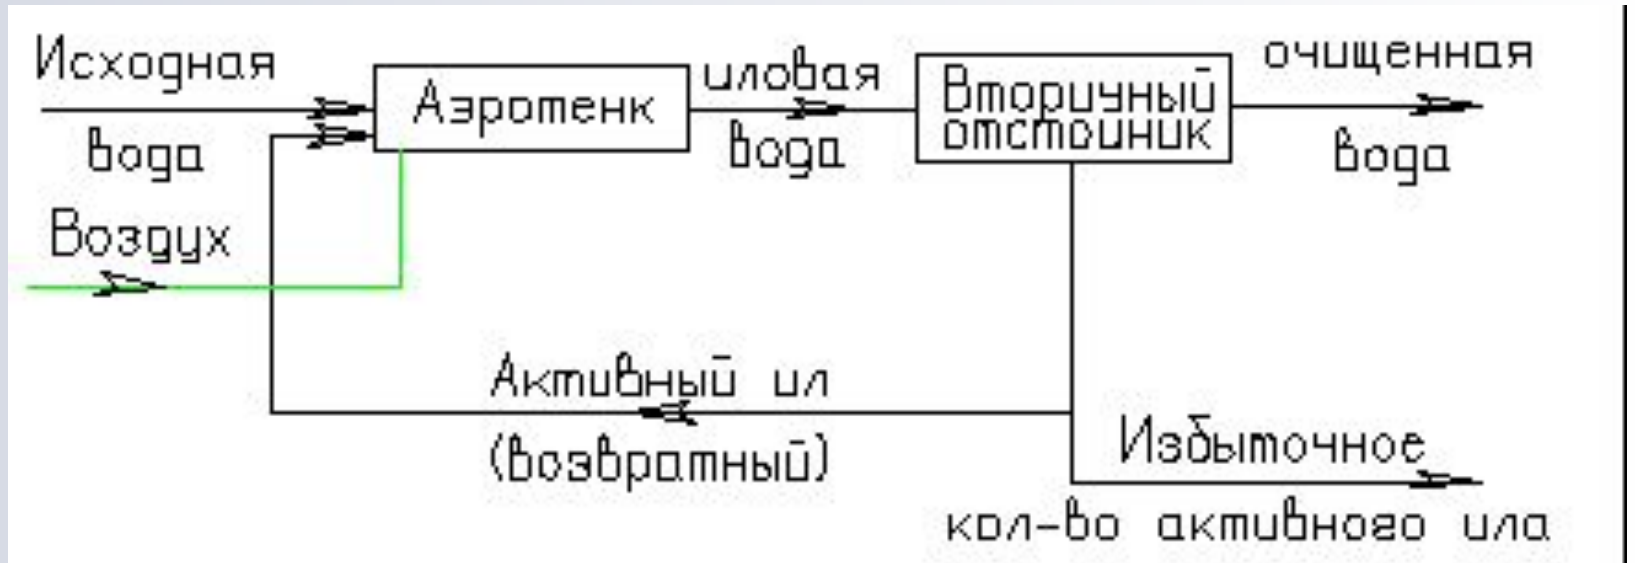 Исходная
вода
Аэротенк
иловая
вода
Вторичный
отстойник
очищенная
вода
Воздух
Активный ил
(возвратный)
Избыточное
кол-во активного ила